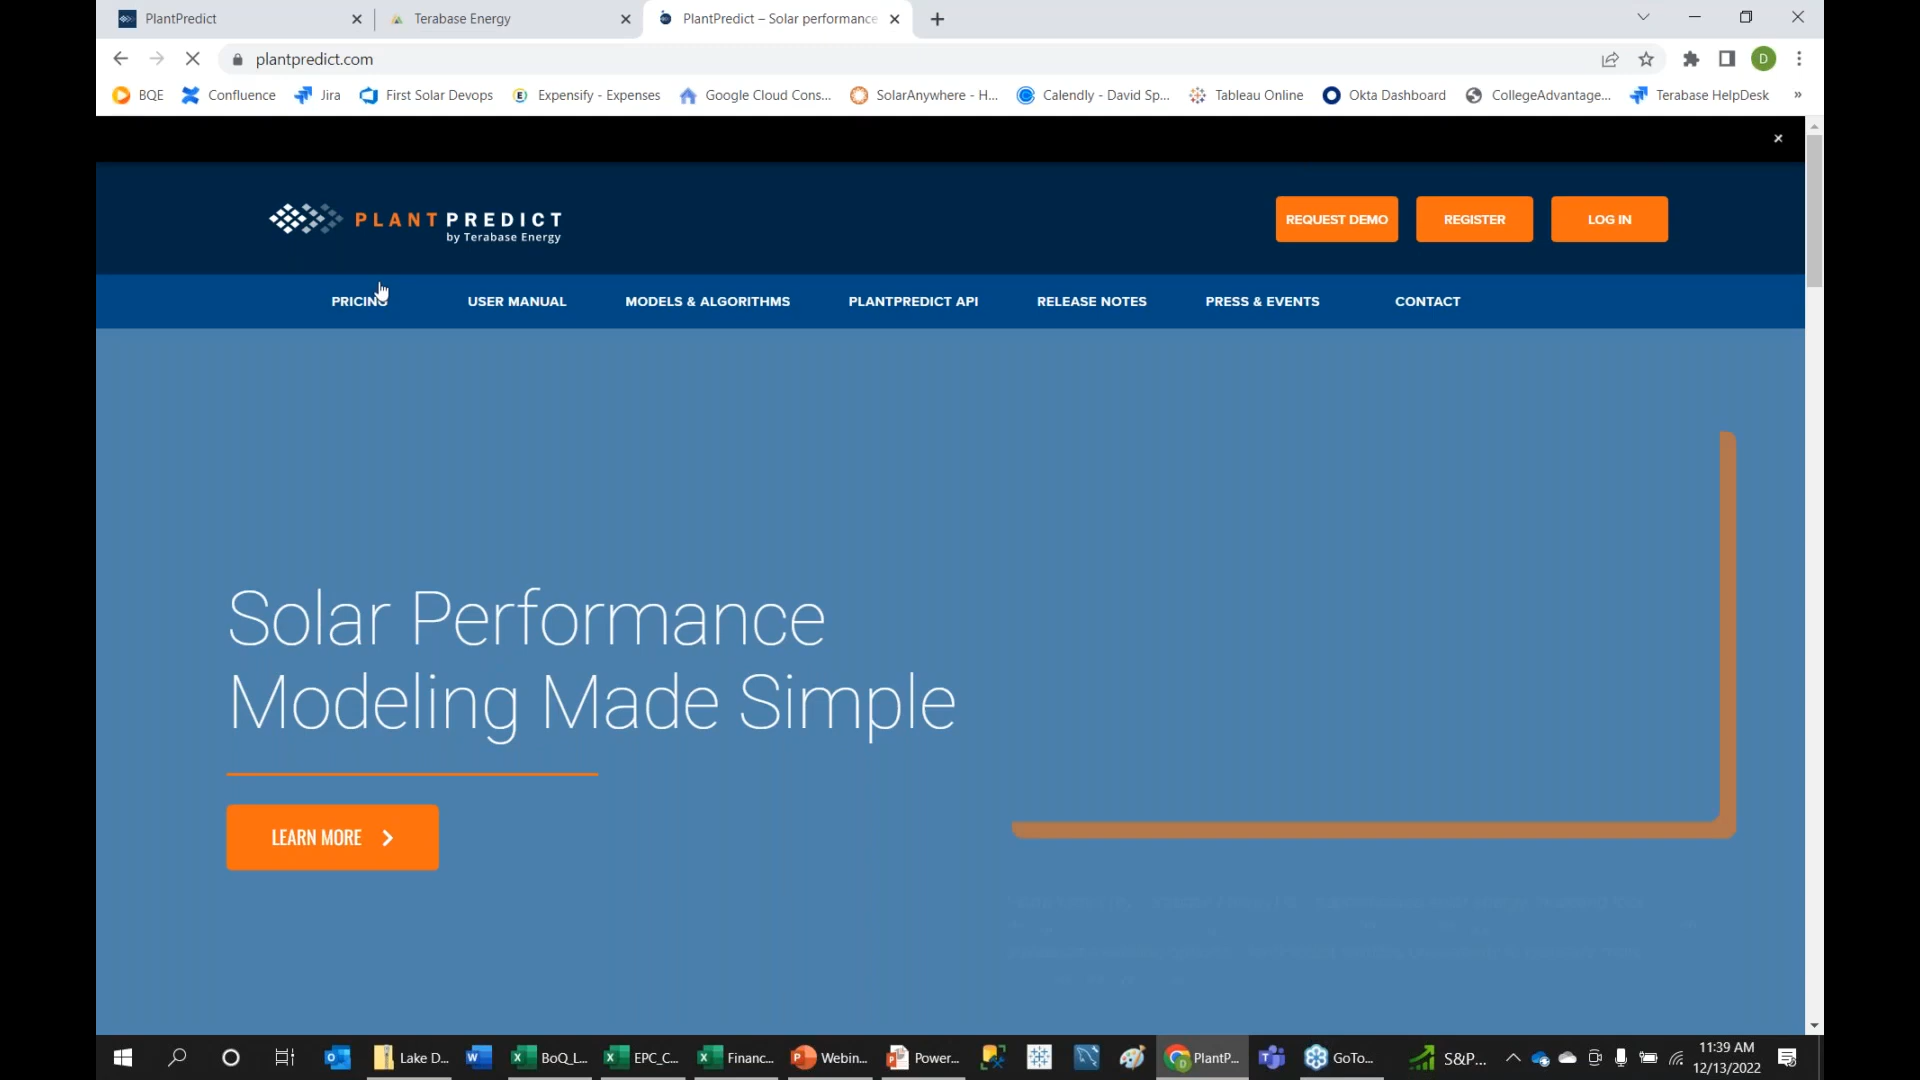 PlantPredict
Terabase Energy
PlantPredict – Solar performance
plantpredict.com
D
BQE
Confluence
Jira
First Solar Devops
Expensify - Expenses
Google Cloud Cons...
SolarAnywhere - H...
Calendly - David Sp...
Tableau Online
Okta Dashboard
CollegeAdvantage...
Terabase HelpDesk
»
PLANTPREDICT
by Terabase Energy
REQUEST DEMO
REGISTER
LOG IN
PRICING
USER MANUAL
MODELS & ALGORITHMS
PLANTPREDICT API
RELEASE NOTES
PRESS & EVENTS
CONTACT
Solar Performance
Modeling Made Simple
LEARN MORE
Lake D...
BoQ_L...
EPC_C...
Financ...
Webin...
Power...
PlantP...
GoTo...
S&P...
11:39 AM
12/13/2022